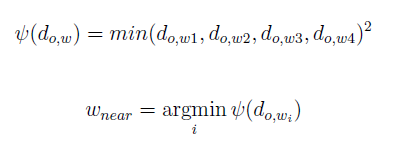 ψ(d_{o,w}) = min(d_{o,w1}, d_{o,w2}, d_{o,w3}, d_{o,w4})^2
w_{near} = argmin_i ψ(d_{o,w_i})